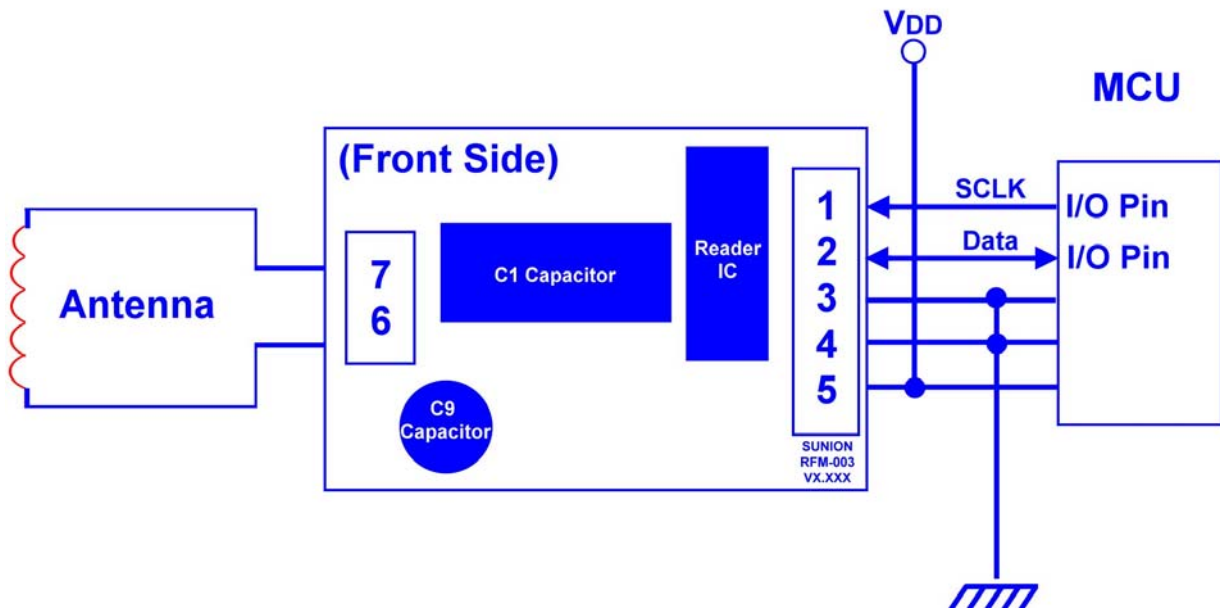 VDD
MCU
(Front Side)
Antenna
7
6
C1 Capacitor
C9
Capacitor
Reader
IC
1
2
3
4
5
SUNION
RFM-003
VX.XXX
SCLK
Data
I/O Pin
I/O Pin